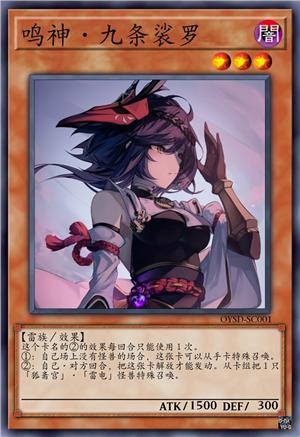 鸣神·九条裟罗
闇
OYSD-SC001
【雷族／效果】
这个卡名的②的效果每回合只能使用1次。
①：自己场上没有怪兽的场合，这张卡可以从手卡特殊召唤。
②：自己·对方回合，把这张卡解放才能发动。从卡组把1只
「狐斋宫」·「雷电」怪兽特殊召唤。
ATK/1500 DEF/ 300